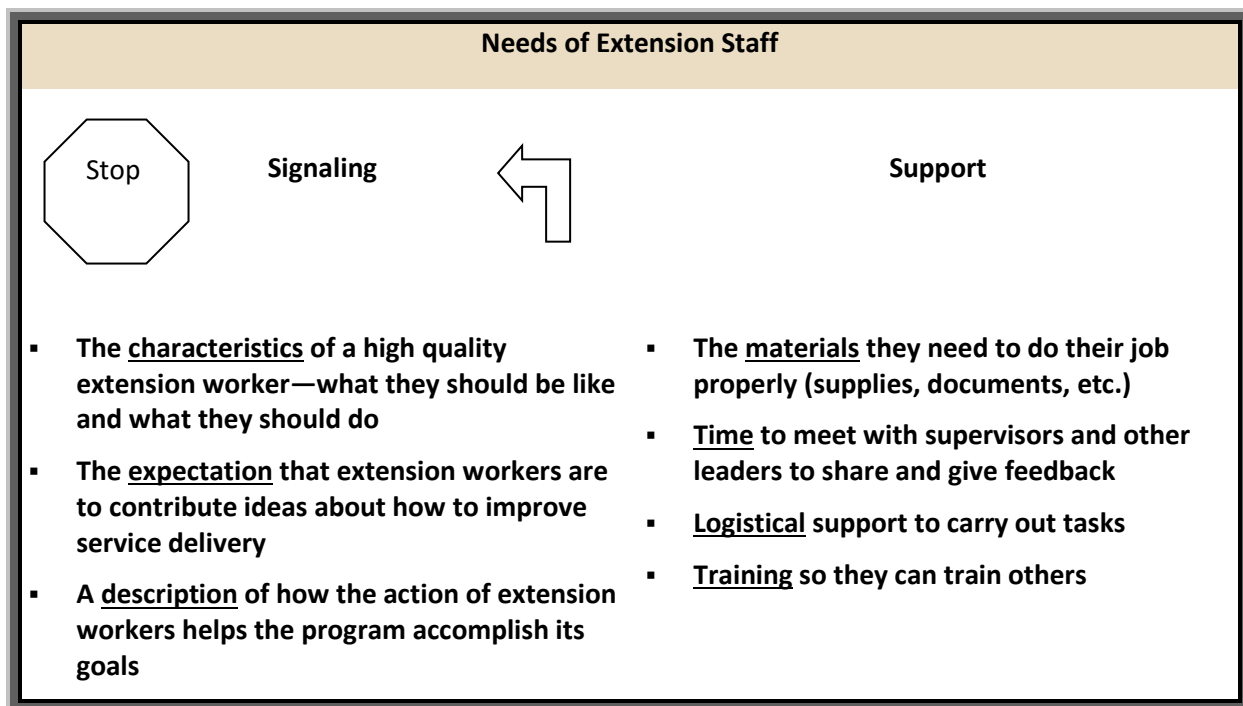 Needs of Extension Staff
Stop
Signaling
Support
▪ The characteristics of a high quality
extension worker—what they should be like
and what they should do
▪ The expectation that extension workers are
to contribute ideas about how to improve
service delivery
▪ A description of how the action of extension
workers helps the program accomplish its
goals
▪ The materials they need to do their job
properly (supplies, documents, etc.)
▪ Time to meet with supervisors and other
leaders to share and give feedback
▪ Logistical support to carry out tasks
▪ Training so they can train others